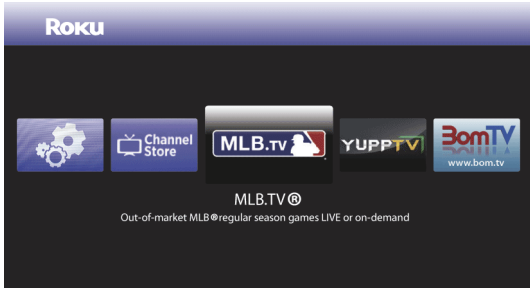 Roku
Channel
Store
MLB.TV
YUPPTV
BomTV
www.bom.tv
MLB.TV®
Out-of-market MLB®regular season games LIVE or on-demand